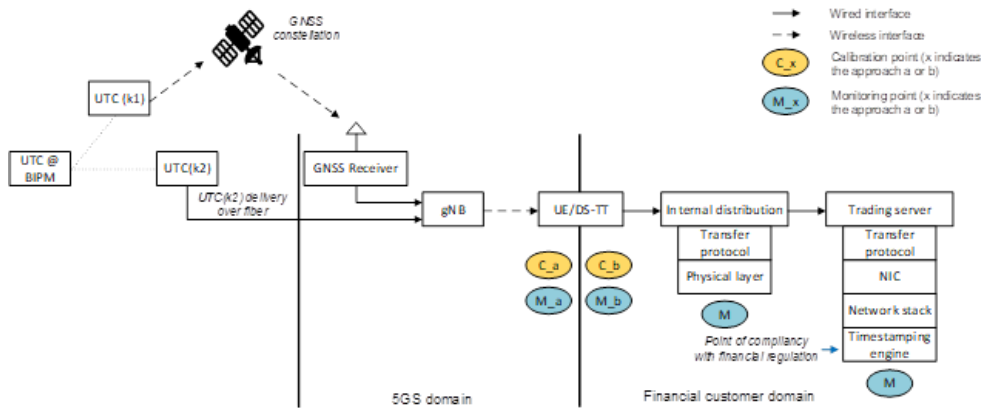 GNSS
constellation
Wired interface
Wireless interface
C_x
Calibration point (x indicates
the approach a or b)
M_x
Monitoring point (x indicates
the approach a or b)
UTC (k1)
UTC @
BIPM
UTC(k2)
GNSS Receiver
UTC(k2) delivery
over fiber
gNB
UE/DS-TT
Internal distribution
Trading server
Transfer
protocol
Physical layer
Transfer
protocol
NIC
Network stack
Timestamping
engine
C_a
C_b
M_a
M_b
M
Point of compliancy
with financial regulation
M
5GS domain
Financial customer domain